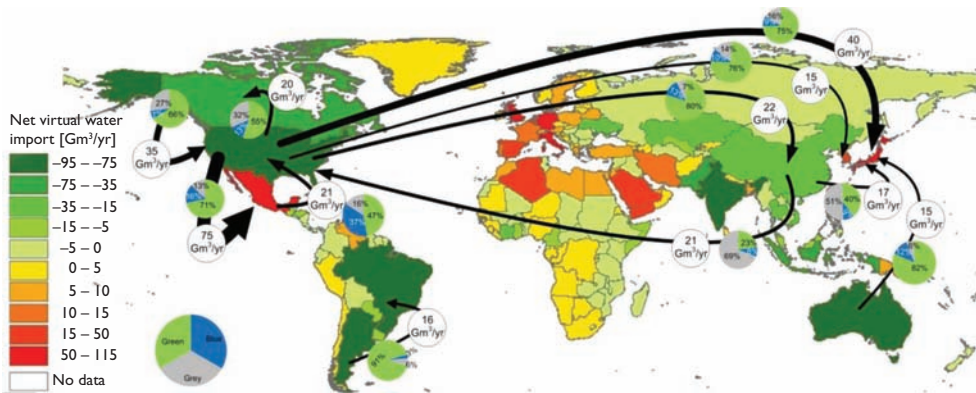 Net virtual water
import [Gm³/yr]
–95 – –75
–75 – –35
–35 – –15
–15 – –5
–5 – 0
0 – 5
5 – 10
10 – 15
15 – 50
50 – 115
No data
Green
Blue
Grey
27%
66%
35
Gm³/yr
20
Gm³/yr
32%
55%
13%
71%
75
Gm³/yr
21
Gm³/yr
16%
37%
47%
16
Gm³/yr
91%
6%
16%
75%
40
Gm³/yr
14%
76%
15
Gm³/yr
7%
80%
22
Gm³/yr
21
Gm³/yr
23%
69%
51%
40%
17
Gm³/yr
15
Gm³/yr
82%